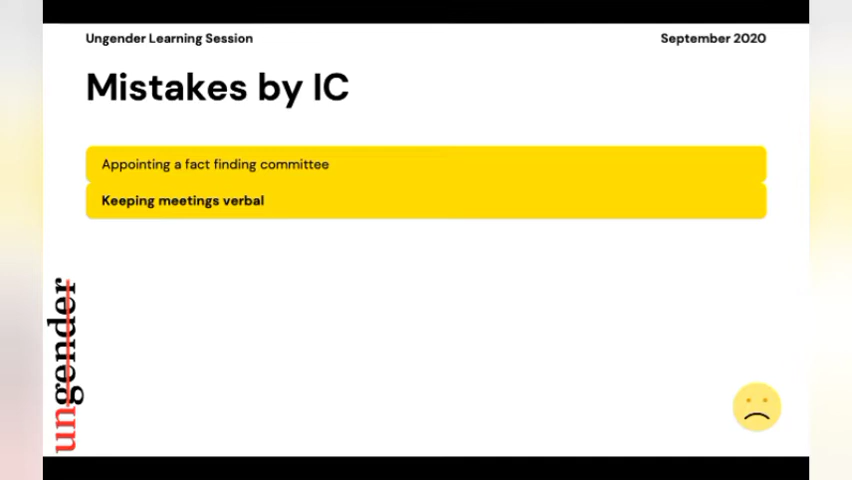 Ungender Learning Session
September 2020
Mistakes by IC
Appointing a fact finding committee
Keeping meetings verbal
ungender